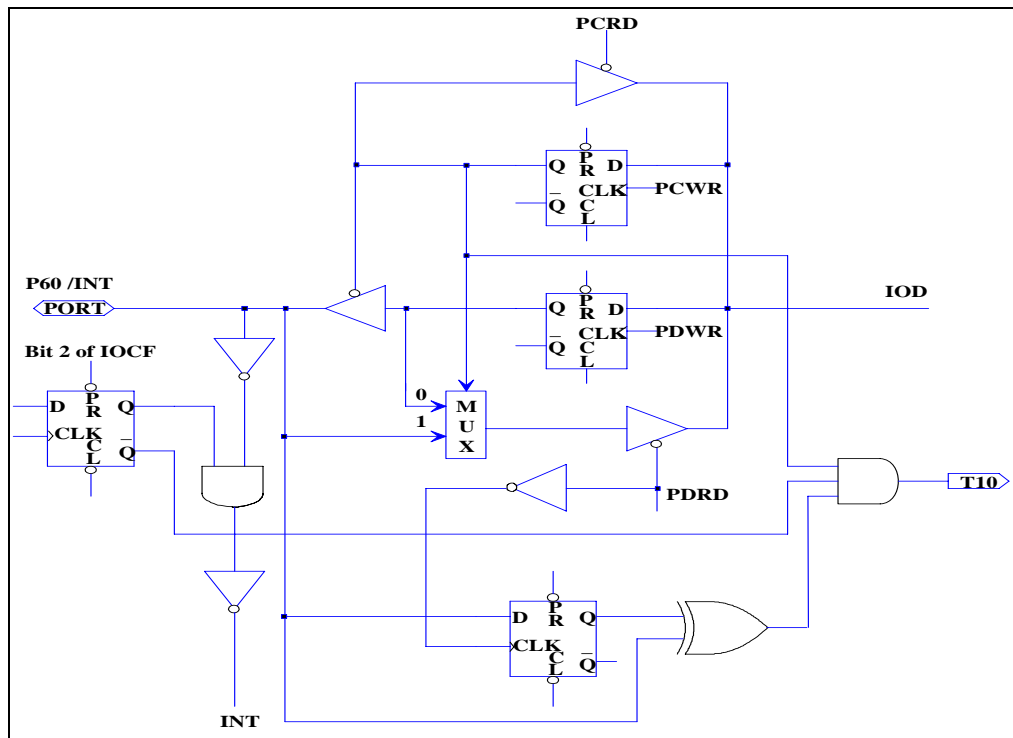 PCRD
Q
PR
D
CLK
PCWR
Q
CL
P60 /INT
PORT
IOD
Q
PR
D
CLK
PDWR
Q
CL
Bit 2 of IOCF
D
PR
Q
CLK
CL
Q
0
1
MUX
PDRD
T10
D
PR
Q
CLK
CL
Q
INT